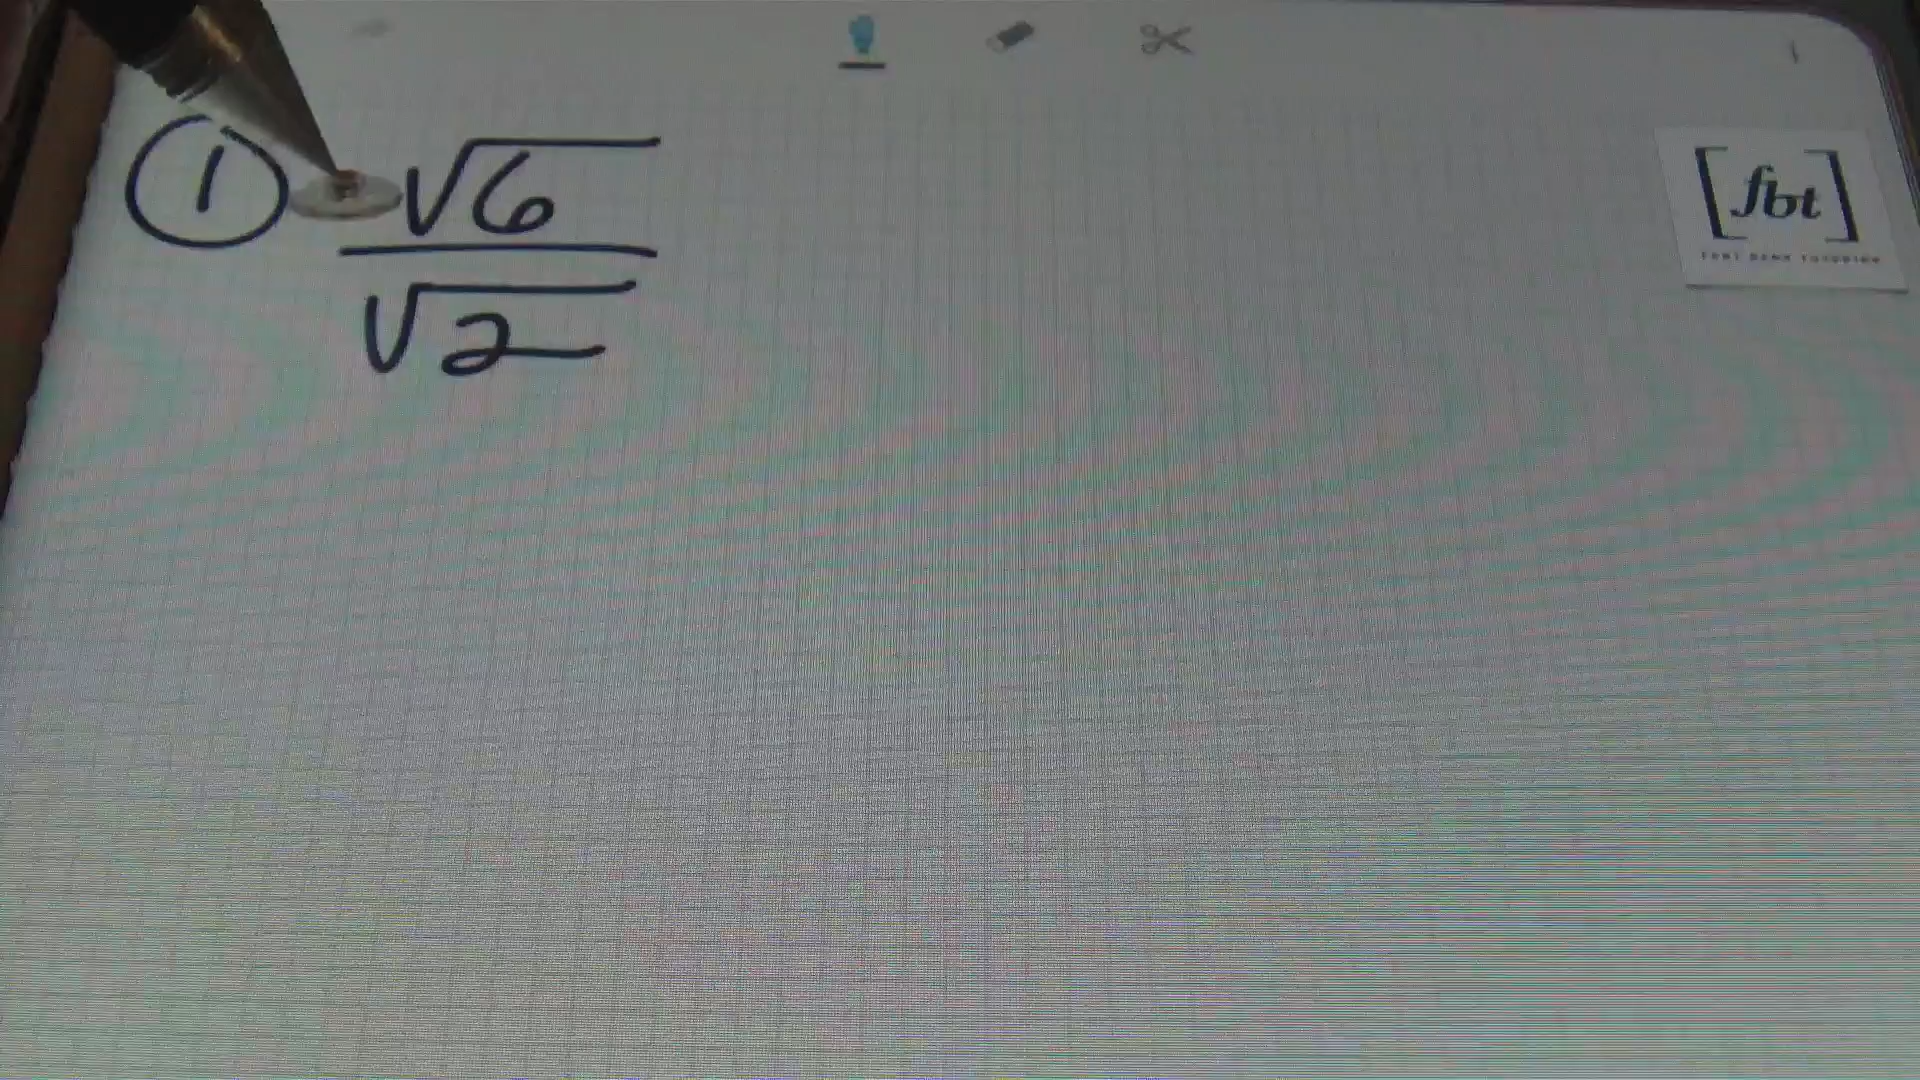 ① √6
√2
[fbt]